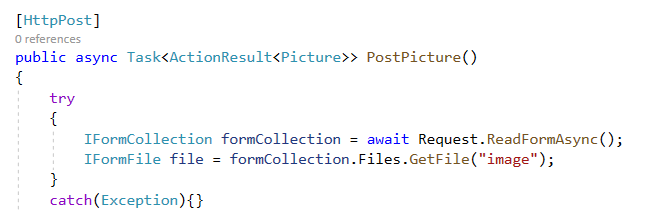 [HttpPost]
0 references
public async Task<ActionResult<Picture>> PostPicture()
{
try
{
IFormCollection formCollection = await Request.ReadFormAsync();
IFormFile file = formCollection.Files.GetFile("image");
}
catch(Exception){}